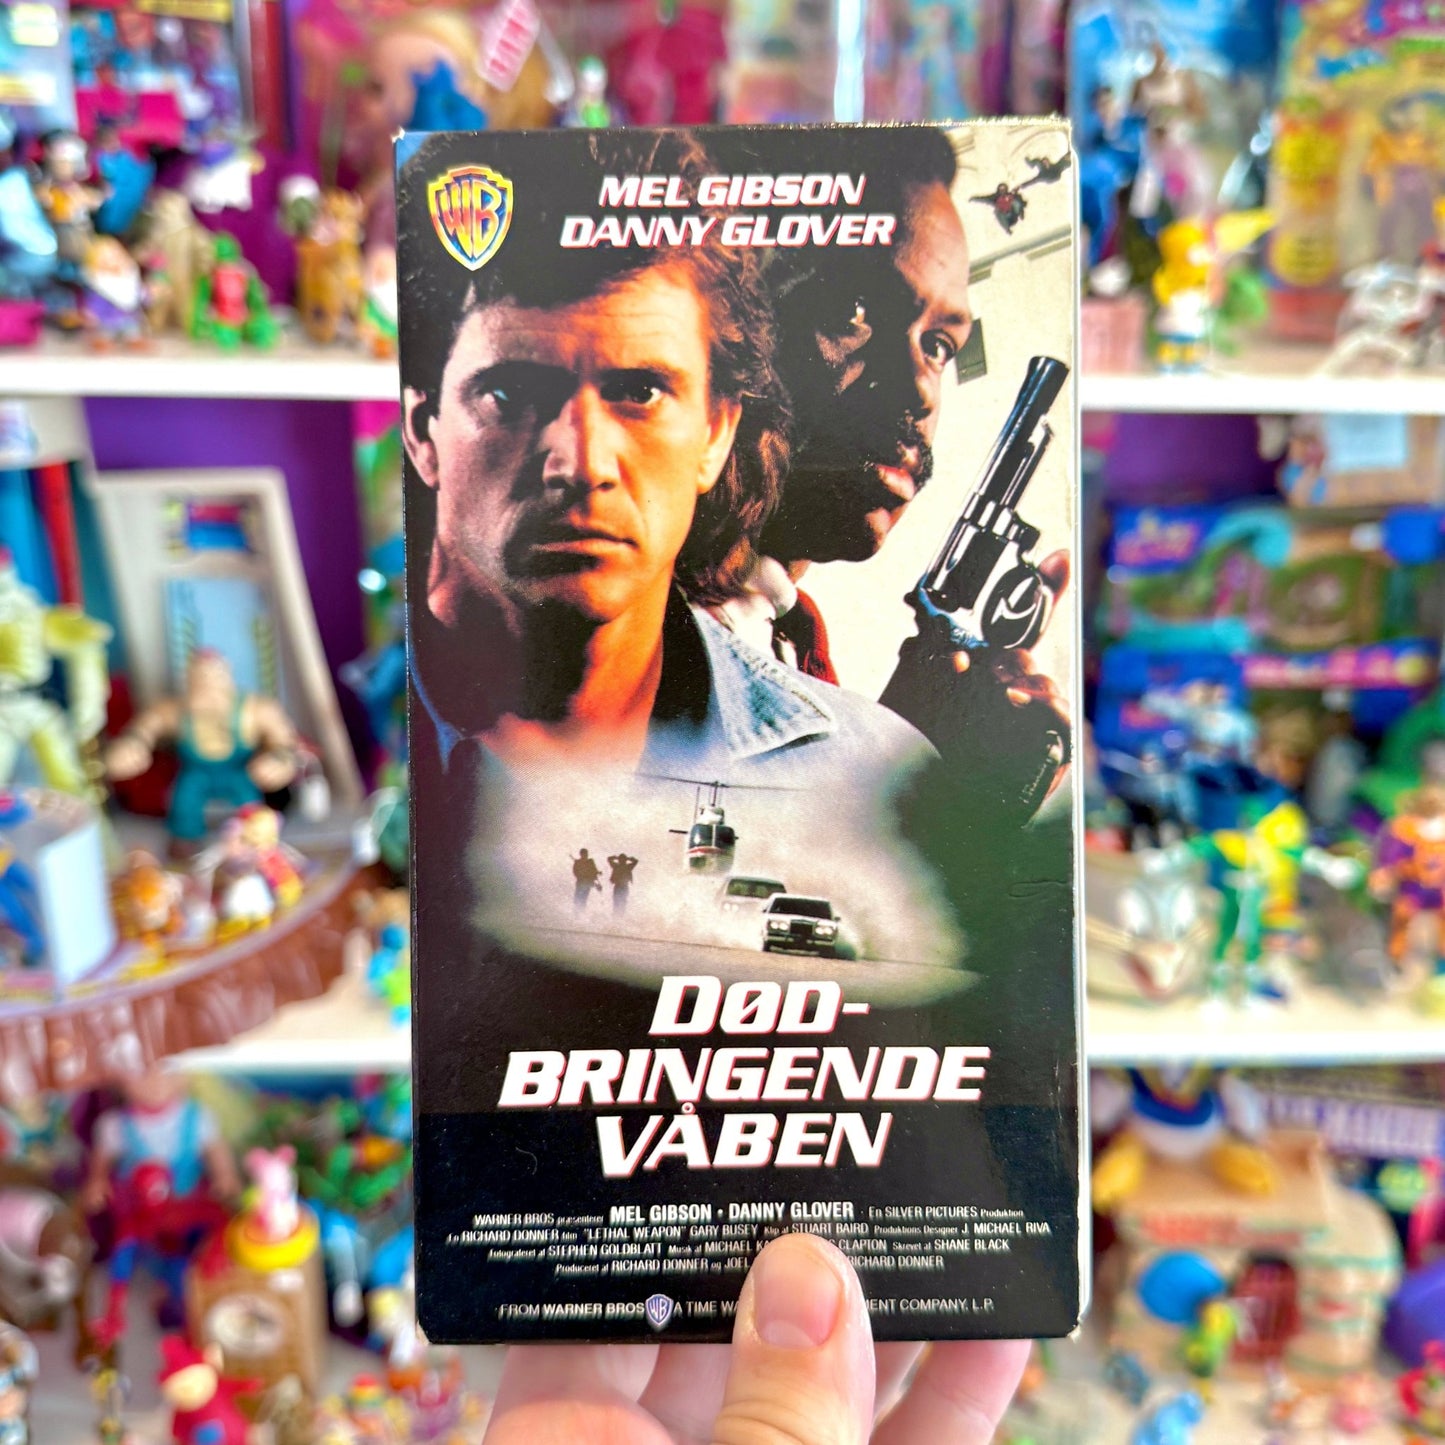 WB
MEL GIBSON
DANNY GLOVER
DØD-
BRINGENDE
VÅBEN
WARNER BROS præsenterer MEL GIBSON · DANNY GLOVER · En SILVER PICTURES Produktion
En RICHARD DONNER film "LETHAL WEAPON" GARY BUSEY Klip af STUART BAIRD Produktions Designer J. MICHAEL RIVA
Fotograferet af STEPHEN GOLDBLATT Musik af MICHAEL CLAPTON Skrevet af SHANE BLACK
Produceret af RICHARD DONNER og JOEL RICHARD DONNER
FROM WARNER BROS WB A TIME COMPANY, L.P.